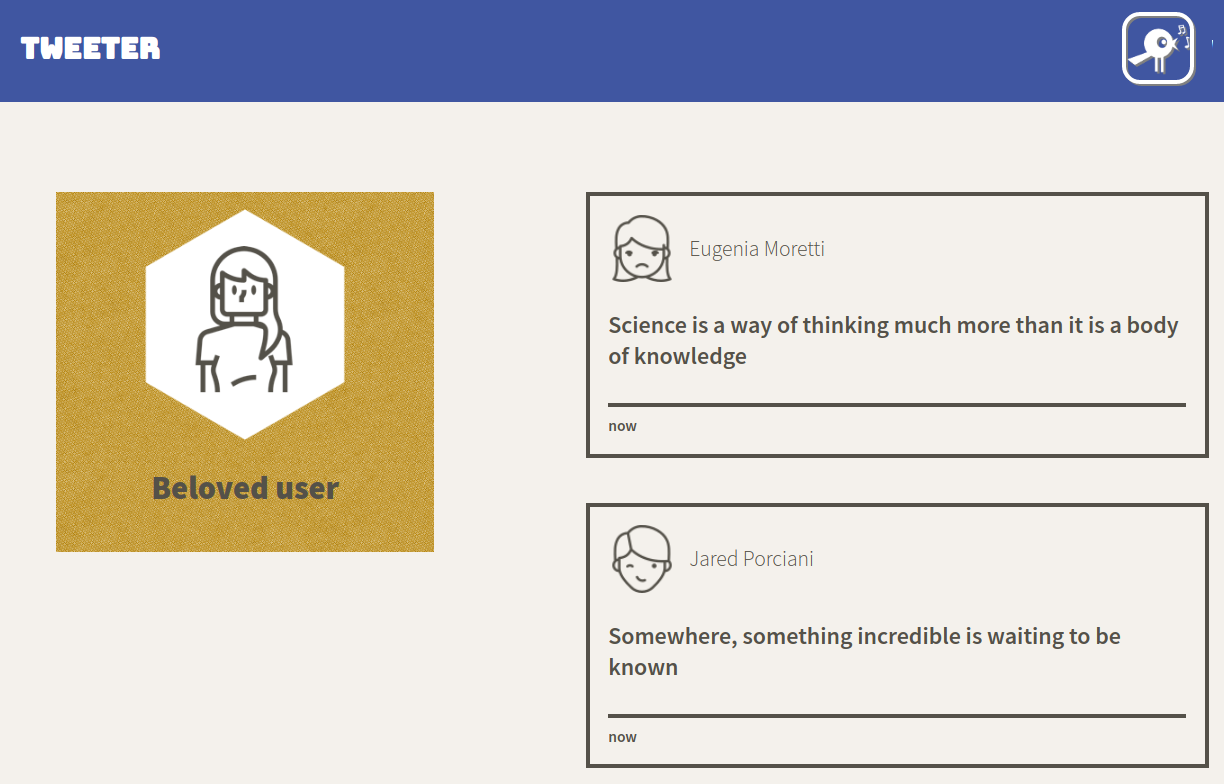 TWEETER
Beloved user
Eugenia Moretti
Science is a way of thinking much more than it is a body
of knowledge
now
Jared Porciani
Somewhere, something incredible is waiting to be
known
now